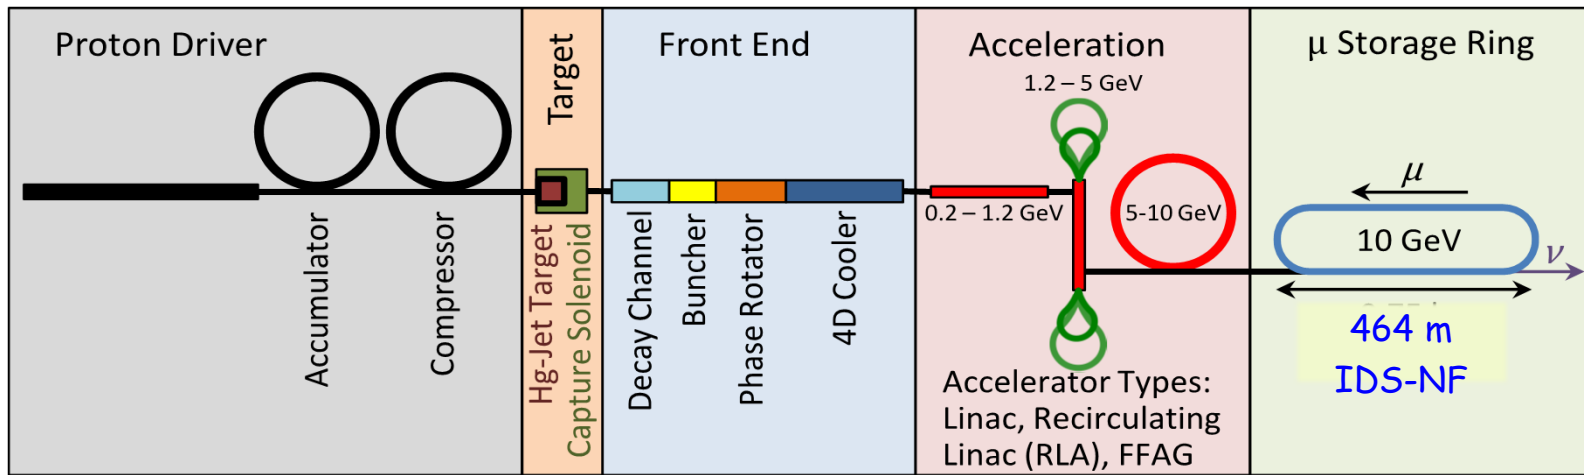 Proton Driver
Accumulator
Compressor
Target
Hg-Jet Target
Capture Solenoid
Front End
Decay Channel
Buncher
Phase Rotator
4D Cooler
Acceleration
1.2 – 5 GeV
0.2 – 1.2 GeV
5-10 GeV
Accelerator Types:
Linac, Recirculating
Linac (RLA), FFAG
μ Storage Ring
μ
10 GeV
ν
464 m
IDS-NF